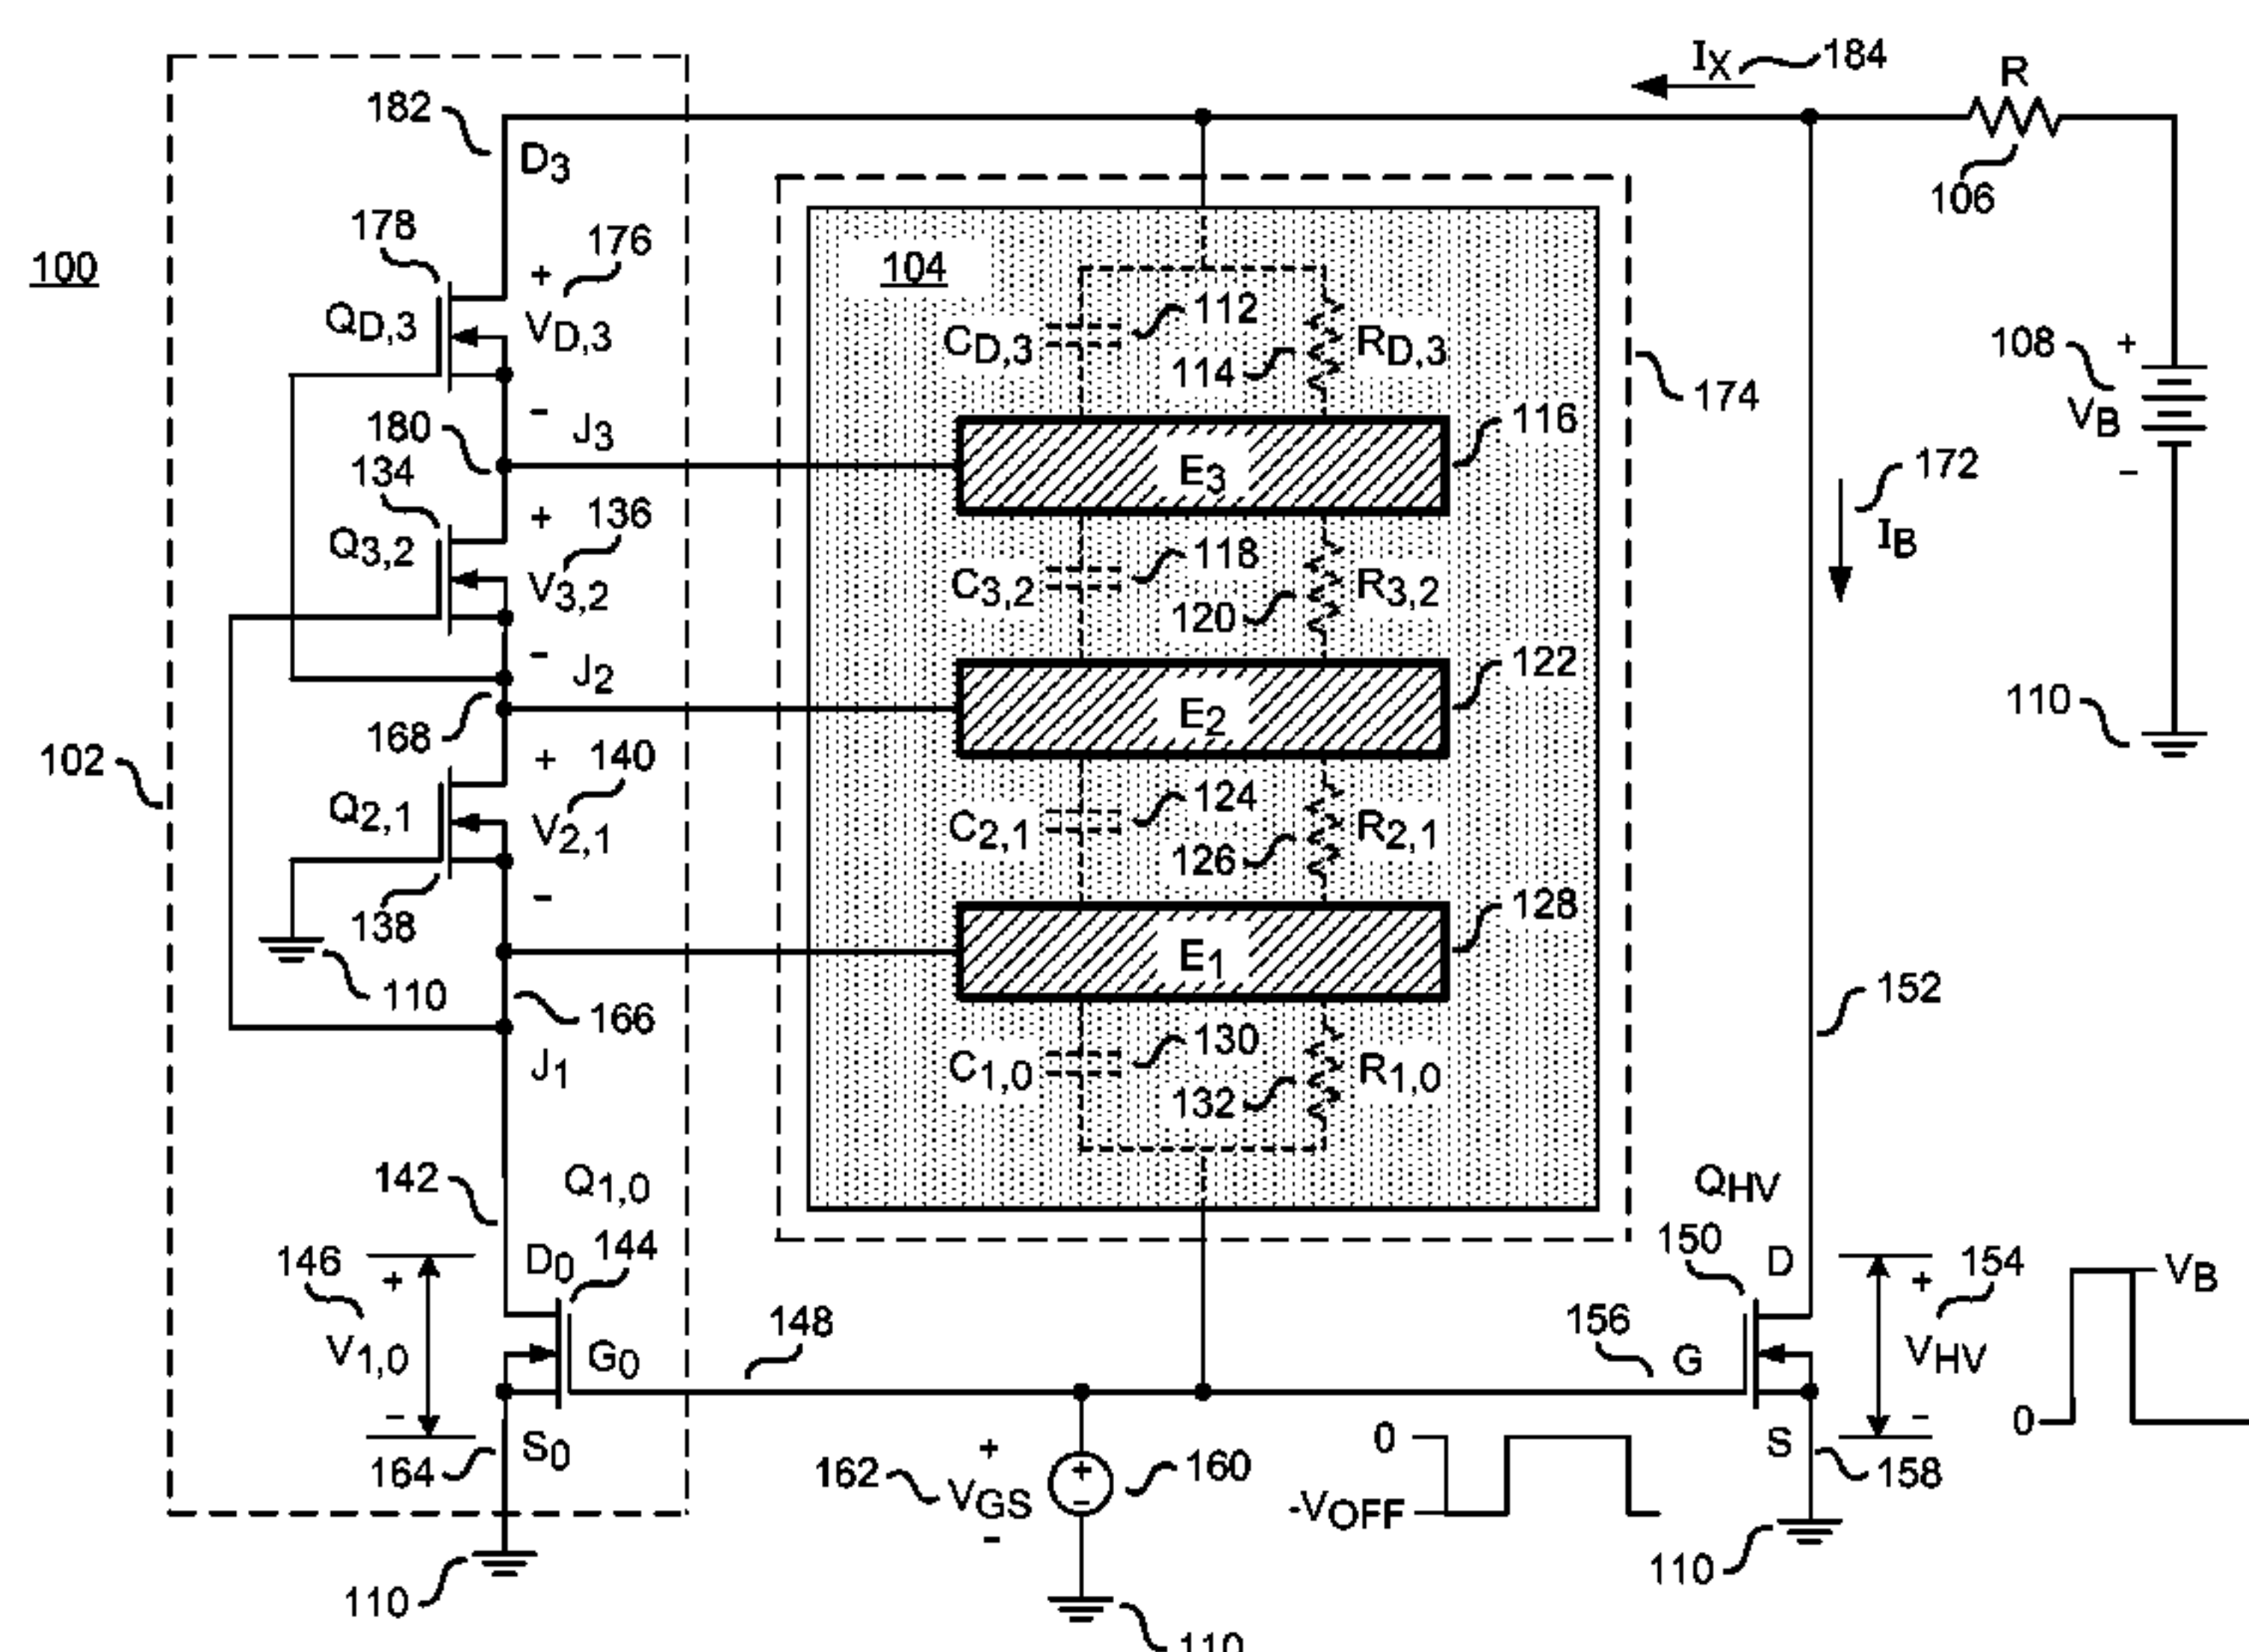 100
102
182
D3
178
176
+
QD,3
VD,3
-
J3
180
134
136
+
Q3,2
V3,2
-
J2
168
140
+
Q2,1
V2,1
-
138
110
166
J1
142
Q1,0
D0
144
146
+
V1,0
-
G0
S0
164
110
148
104
CD,3
112
114
RD,3
E3
116
C3,2
118
120
R3,2
E2
122
C2,1
124
126
R2,1
E1
128
C1,0
130
132
R1,0
174
IX
184
R
106
108
+
VB
-
110
172
IB
152
QHV
150
D
156
G
S
158
110
154
+
VHV
-
VB
0
162
+
VGS
-
+
-
160
0
-VOFF
110